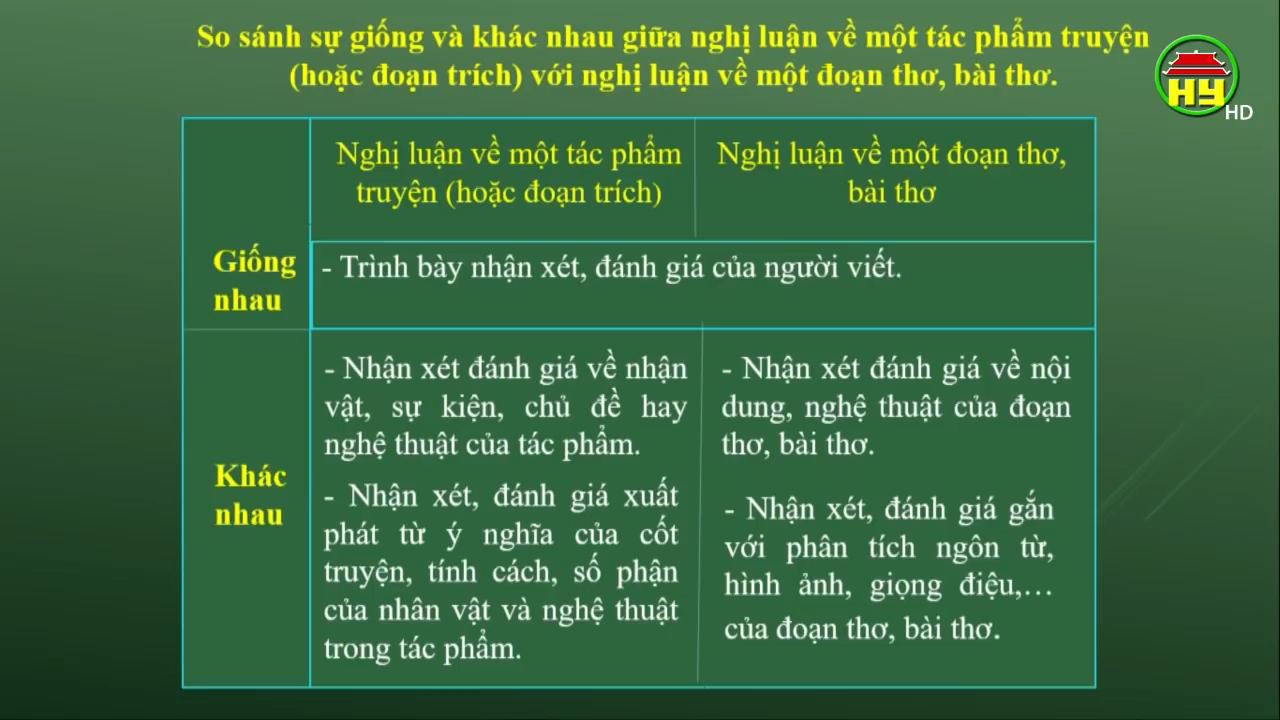 So sánh sự giống và khác nhau giữa nghị luận về một tác phẩm truyện
(hoặc đoạn trích) với nghị luận về một đoạn thơ, bài thơ.
HY
HD
Nghị luận về một tác phẩm
truyện (hoặc đoạn trích)
Nghị luận về một đoạn thơ,
bài thơ
Giống
nhau
- Trình bày nhận xét, đánh giá của người viết.
Khác
nhau
- Nhận xét đánh giá về nhận
vật, sự kiện, chủ đề hay
nghệ thuật của tác phẩm.
- Nhận xét, đánh giá xuất
phát từ ý nghĩa của cốt
truyện, tính cách, số phận
của nhân vật và nghệ thuật
trong tác phẩm.
- Nhận xét đánh giá về nội
dung, nghệ thuật của đoạn
thơ, bài thơ.
- Nhận xét, đánh giá gắn
với phân tích ngôn từ,
hình ảnh, giọng điệu,…
của đoạn thơ, bài thơ.